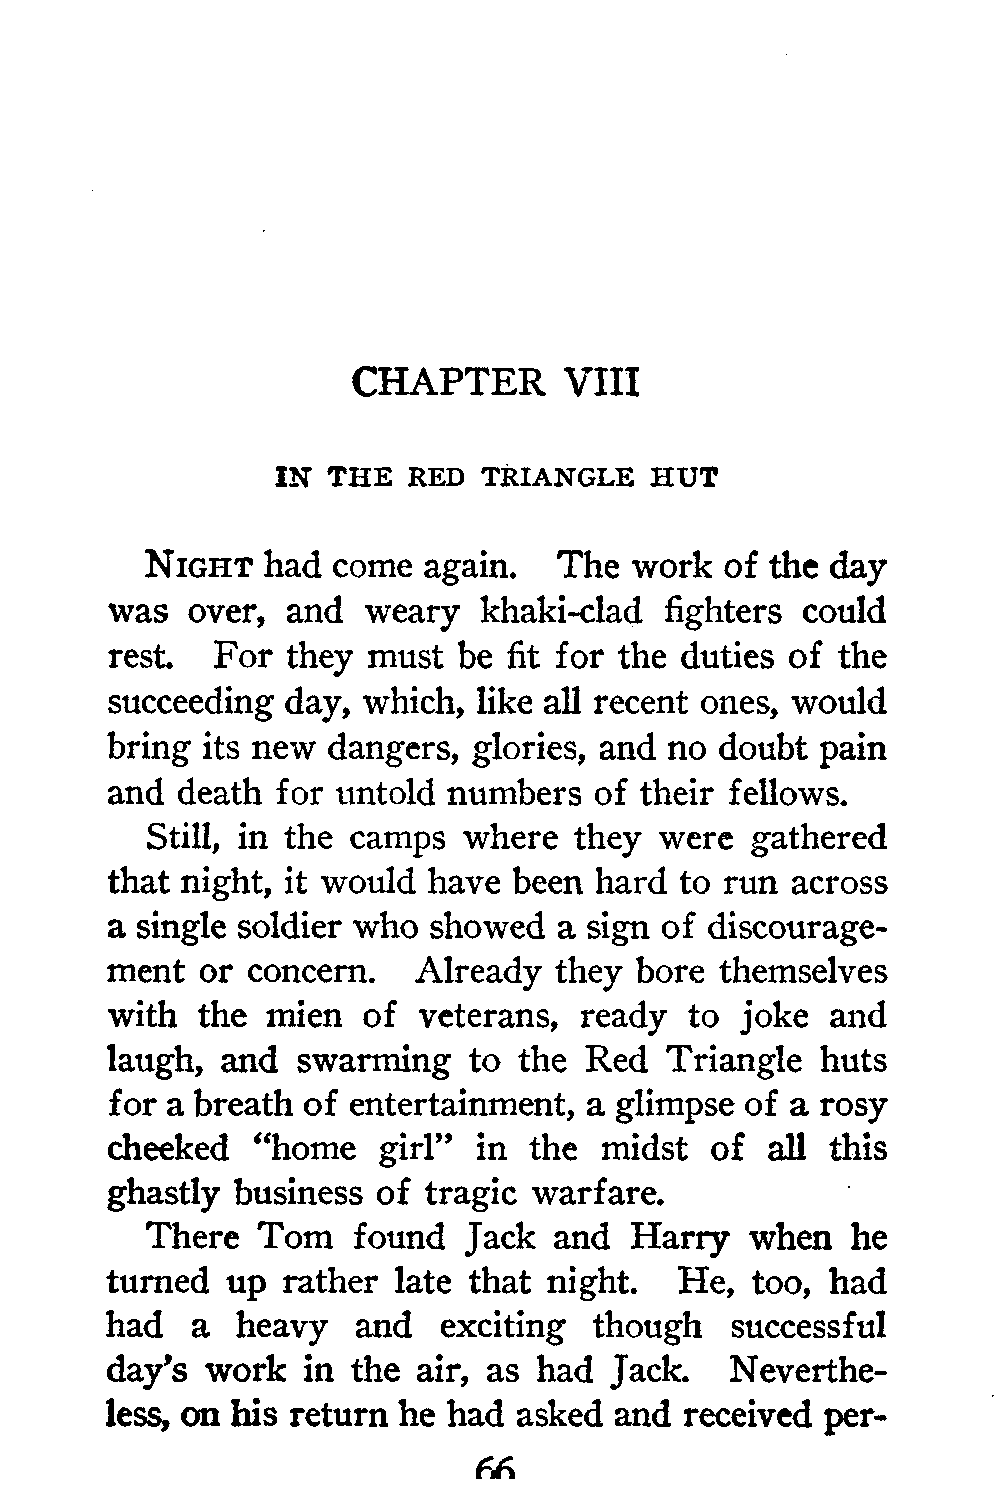 CHAPTER VIII
IN THE RED TRIANGLE HUT
NIGHT had come again. The work of the day
was over, and weary khaki-clad fighters could
rest. For they must be fit for the duties of the
succeeding day, which, like all recent ones, would
bring its new dangers, glories, and no doubt pain
and death for untold numbers of their fellows.
Still, in the camps where they were gathered
that night, it would have been hard to run across
a single soldier who showed a sign of discourage-
ment or concern. Already they bore themselves
with the mien of veterans, ready to joke and
laugh, and swarming to the Red Triangle huts
for a breath of entertainment, a glimpse of a rosy
cheeked "home girl" in the midst of all this
ghastly business of tragic warfare.
There Tom found Jack and Harry when he
turned up rather late that night. He, too, had
had a heavy and exciting though successful
day's work in the air, as had Jack. Neverthe-
less, on his return he had asked and received per-
66